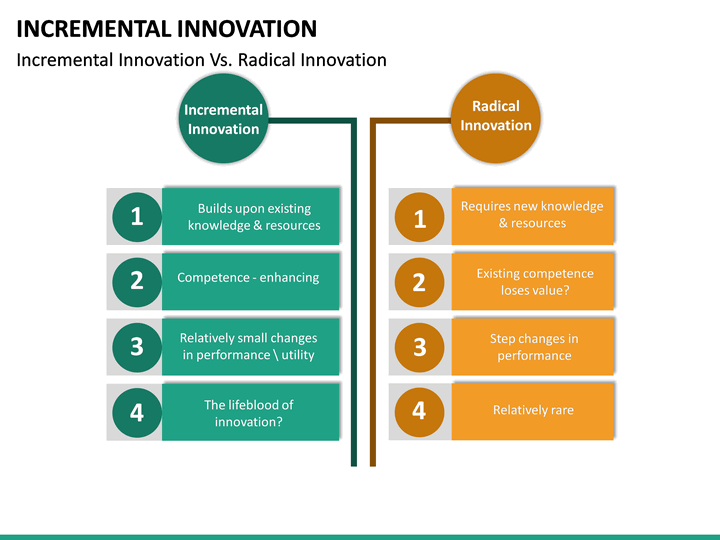 INCREMENTAL INNOVATION
Incremental Innovation Vs. Radical Innovation
Incremental
Innovation
1
Builds upon existing
knowledge & resources
2
Competence - enhancing
3
Relatively small changes
in performance \ utility
4
The lifeblood of
innovation?
Radical
Innovation
1
Requires new knowledge
& resources
2
Existing competence
loses value?
3
Step changes in
performance
4
Relatively rare